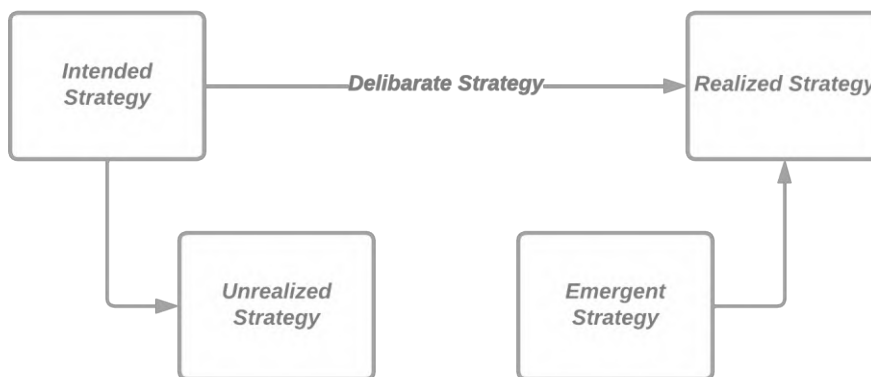 Intended
Strategy
Delibarate Strategy
Realized Strategy
Unrealized
Strategy
Emergent
Strategy